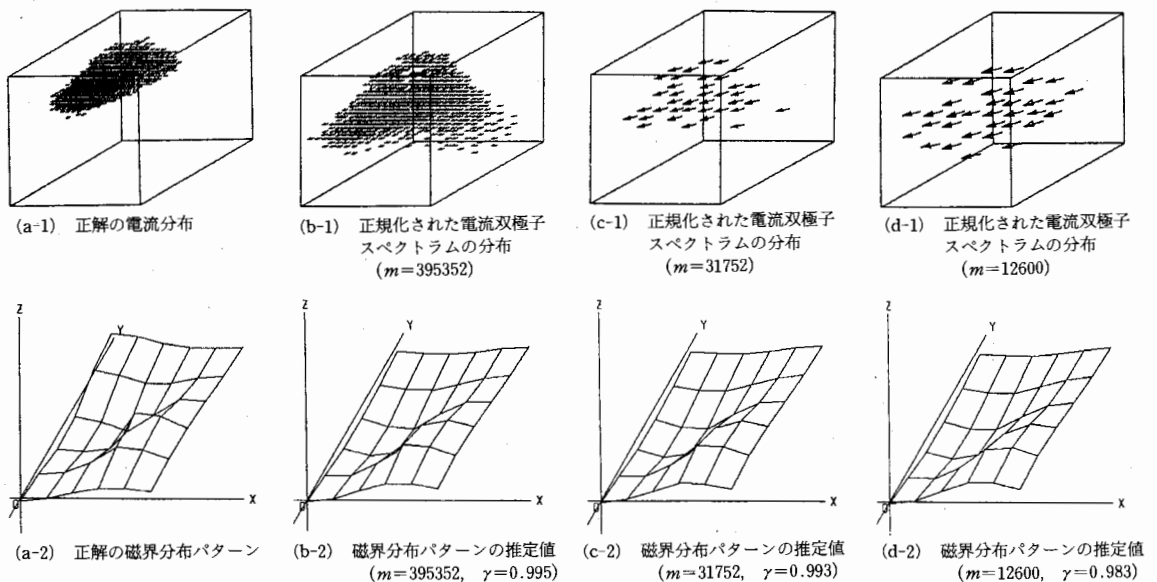 (a-1) 正解の電流分布
(b-1) 正規化された電流双極子
スペクトラムの分布
(m=395352)
(c-1) 正規化された電流双極子
スペクトラムの分布
(m=31752)
(d-1) 正規化された電流双極子
スペクトラムの分布
(m=12600)
Z
Y
X
0
Z
Y
X
0
Z
Y
X
0
Z
Y
X
0
(a-2) 正解の磁界分布パターン
(b-2) 磁界分布パターンの推定値
(m=395352, γ=0.995)
(c-2) 磁界分布パターンの推定値
(m=31752, γ=0.993)
(d-2) 磁界分布パターンの推定値
(m=12600, γ=0.983)